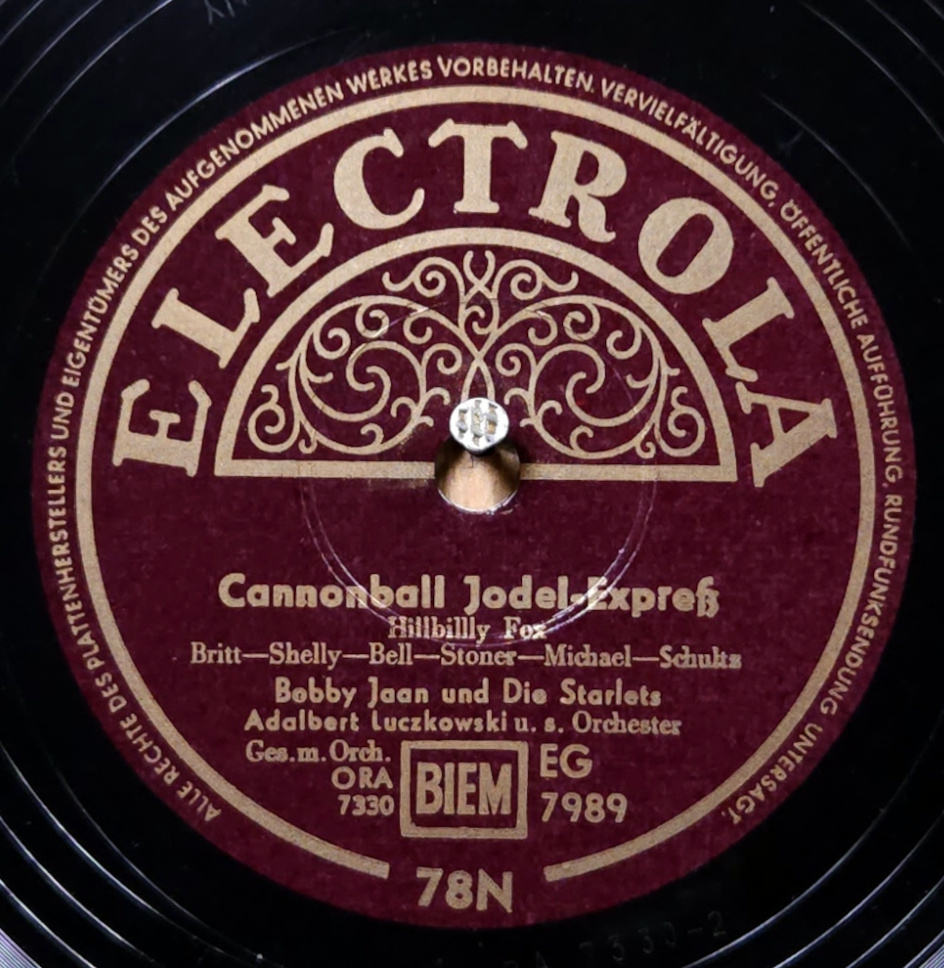 ALLE RECHTE DES PLATTENHERSTELLERS UND EIGENTÜMERS DES AUFGENOMMENEN WERKES VORBEHALTEN. VERVIELFÄLTIGUNG, ÖFFENTLICHE AUFFÜHRUNG, RUNDFUNKSENDUNG UNTERSAGT.
ELECTROLA
Cannonball Jodel-Expreß
Hillbillly Fox
Britt—Shelly—Bell—Stoner—Michael—Schultz
Bobby Jaan und Die Starlets
Adalbert Luczkowski u. s. Orchester
Ges. m. Orch.
ORA
7330
BIEM
EG
7989
78N
7330-2